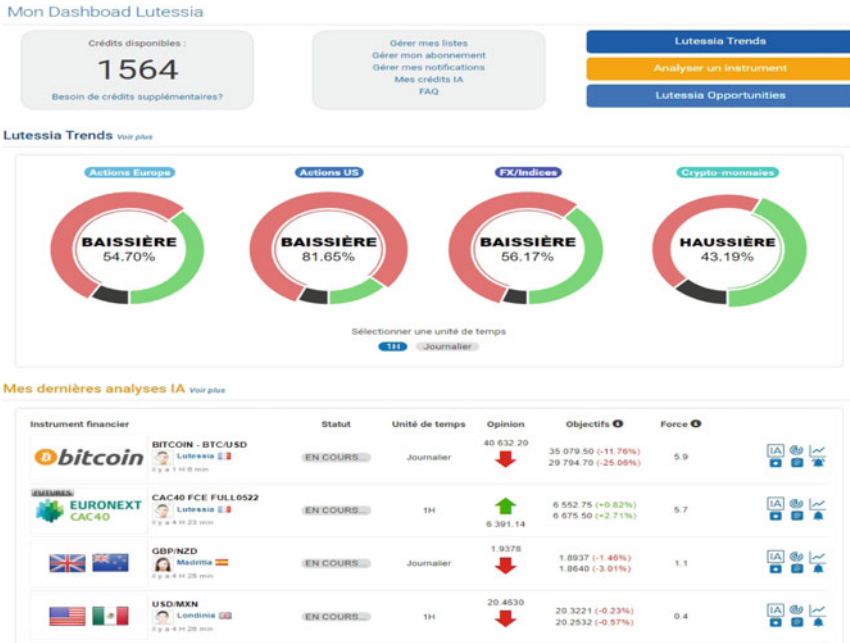 Mon Dashboad Lutessia
Crédits disponibles :
1564
Besoin de crédits supplémentaires?
Gérer mes listes
Gérer mon abonnement
Gérer mes notifications
Mes crédits IA
FAQ
Lutessia Trends
Analyser un instrument
Lutessia Opportunities
Lutessia Trends Voir plus
Actions Europe Actions US FX/Indices Crypto-monnaies
BAISSIÈRE BAISSIÈRE BAISSIÈRE HAUSSIÈRE
54.70% 81.65% 56.17% 43.19%
Sélectionner une unité de temps
1H Journalier
Mes dernières analyses IA Voir plus
Instrument financier Statut Unité de temps Opinion Objectifs Force
bitcoin
BITCOIN - BTC/USD
Lutessia
il y a 1 H 6 min
EN COURS... Journalier
40 632.20
35 079.50 (-11.76%)
29 794.70 (-25.06%)
5.9
IA
FUTURES
EURONEXT
CAC40
CAC40 FCE FULL0522
Lutessia
il y a 4 H 23 min
EN COURS... 1H
6 391.14
6 552.75 (+0.82%)
6 675.50 (+2.71%)
5.7
IA
GBP/NZD
Madritia
il y a 4 H 25 min
EN COURS... Journalier
1.9378
1.8937 (-1.46%)
1.8640 (-3.01%)
1.1
IA
USD/MXN
Londinia
il y a 4 H 26 min
EN COURS... 1H
20.4630
20.3221 (-0.23%)
20.2532 (-0.57%)
0.4
IA